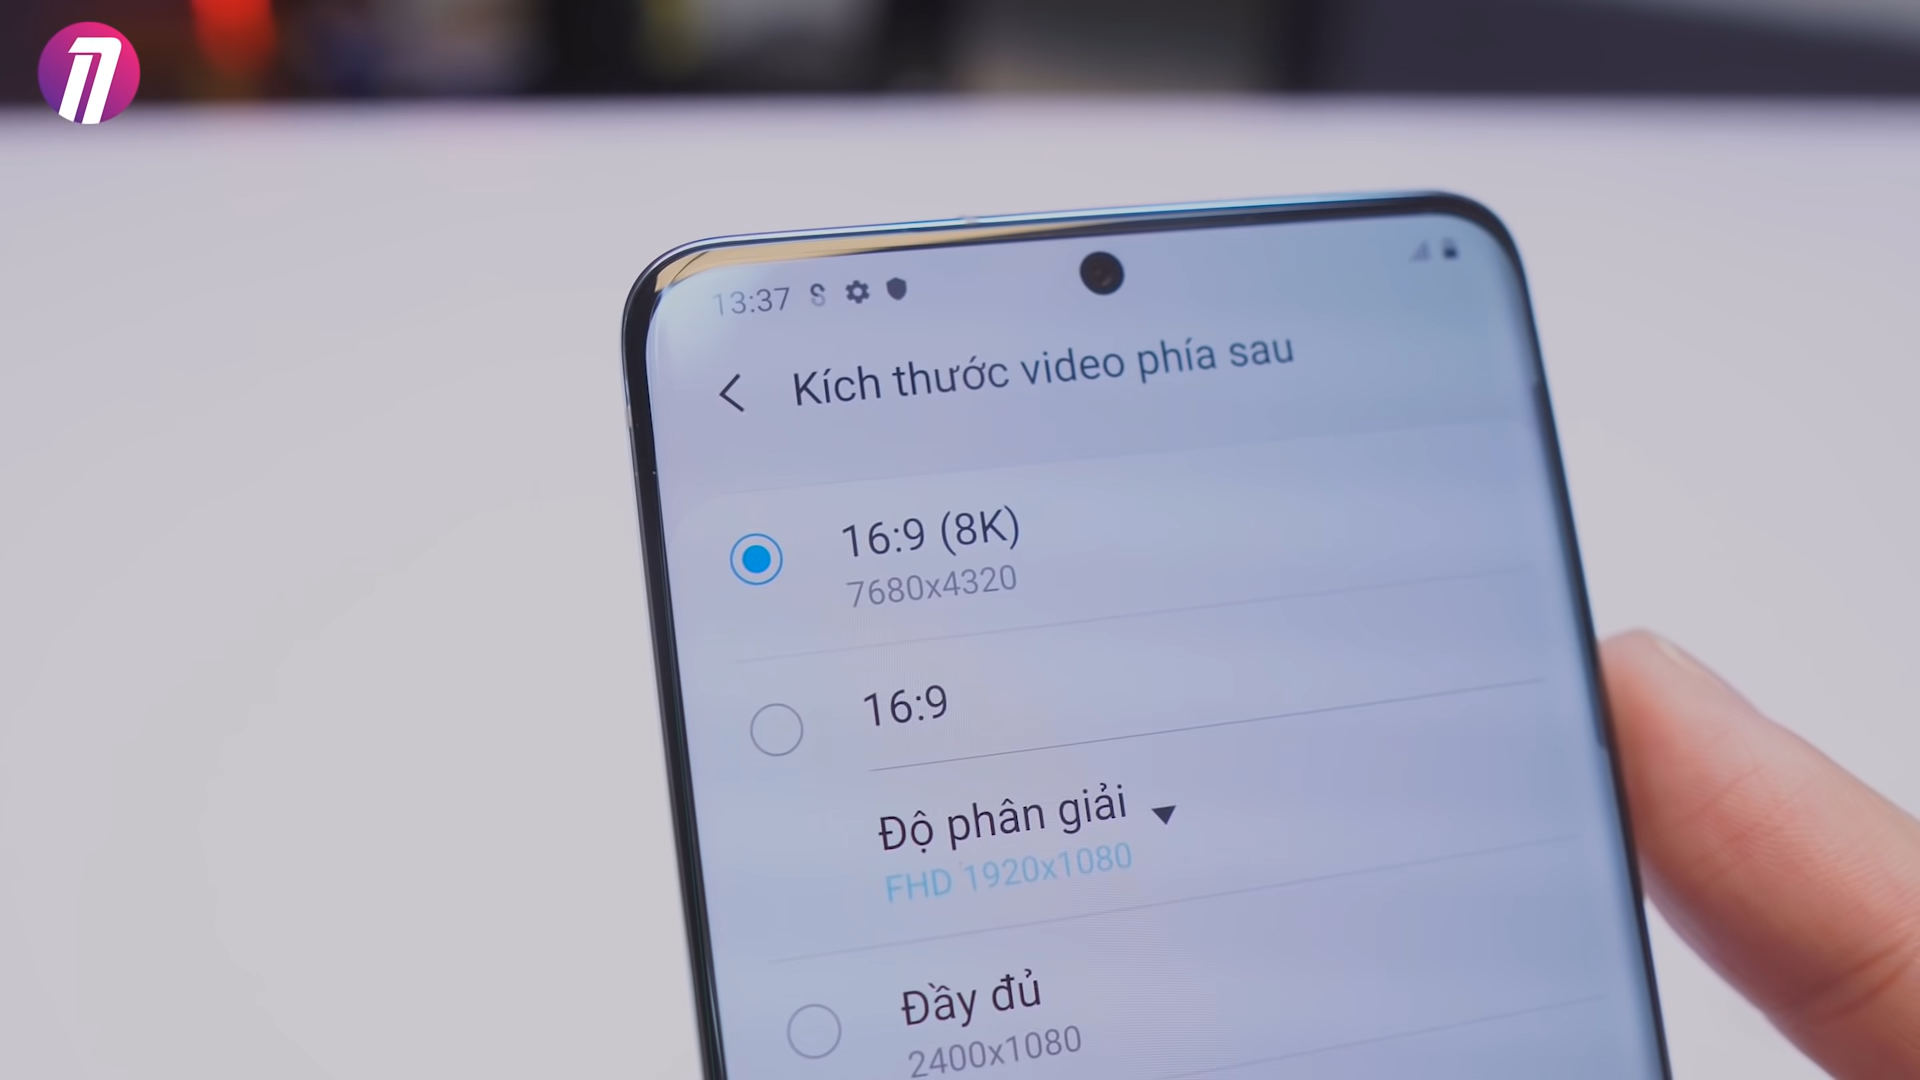 13:37
Kích thước video phía sau
16:9 (8K)
7680x4320
16:9
Độ phân giải
FHD 1920x1080
Đầy đủ
2400x1080